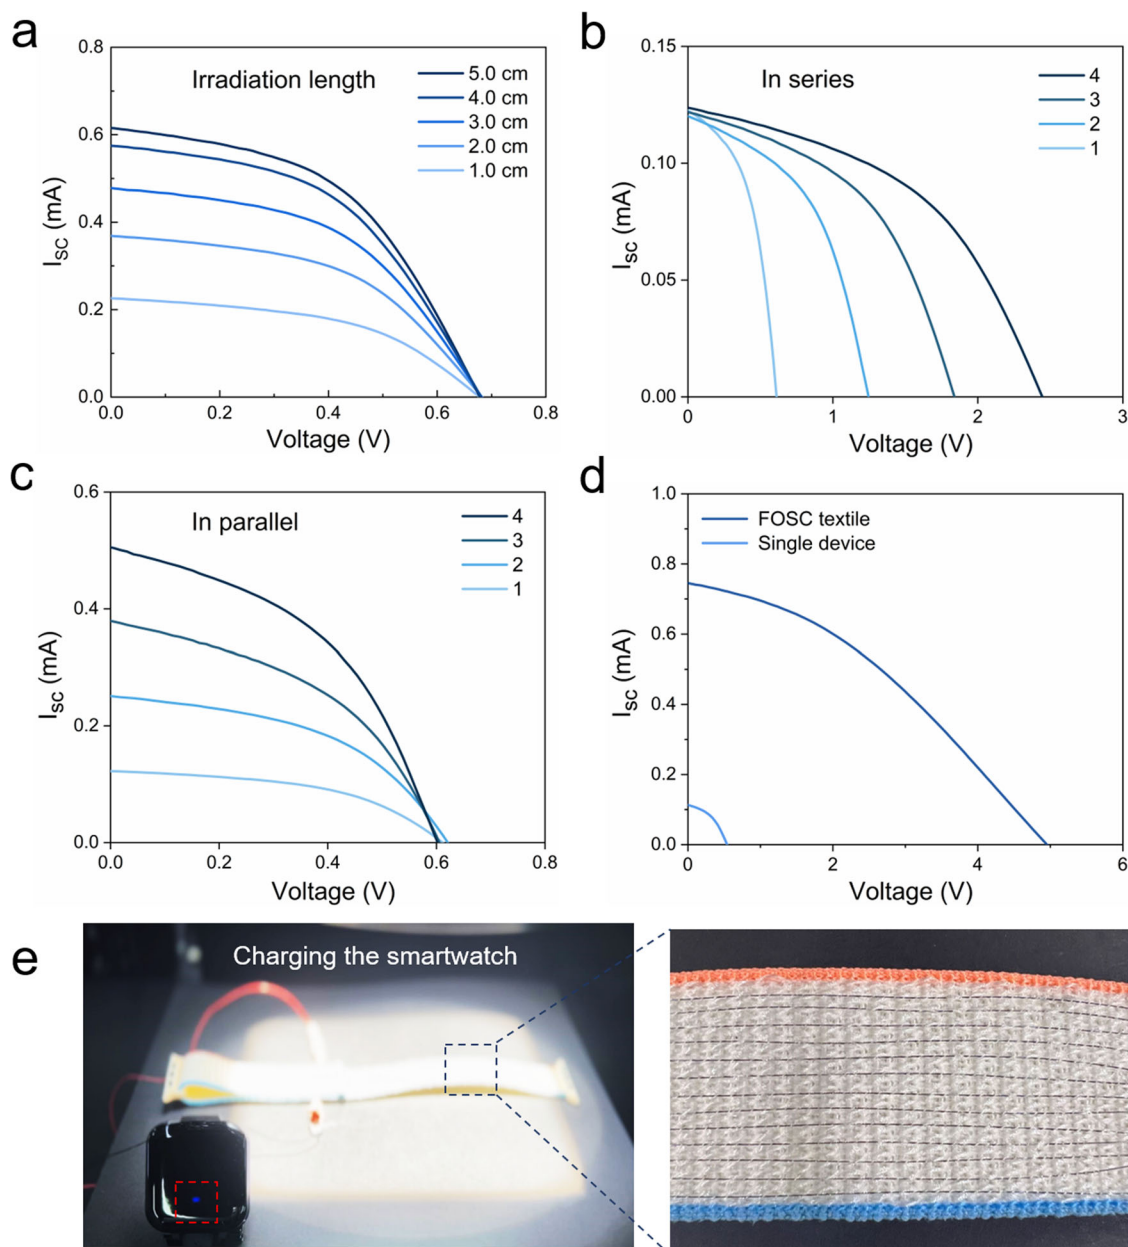 a
0.8
0.6
0.4
0.2
0.0
I_SC (mA)
Irradiation length
5.0 cm
4.0 cm
3.0 cm
2.0 cm
1.0 cm
0.0 0.2 0.4 0.6 0.8
Voltage (V)
b
0.15
0.10
0.05
0.00
I_SC (mA)
In series
4
3
2
1
0 1 2 3
Voltage (V)
c
0.6
0.4
0.2
0.0
I_SC (mA)
In parallel
4
3
2
1
0.0 0.2 0.4 0.6 0.8
Voltage (V)
d
1.0
0.8
0.6
0.4
0.2
0.0
I_SC (mA)
FOSC textile
Single device
0 2 4 6
Voltage (V)
e
Charging the smartwatch